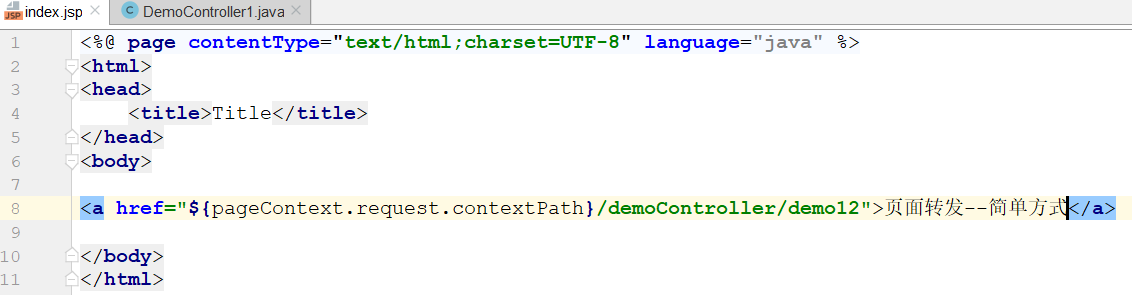 index.jsp DemoController1.java
1 <%@ page contentType="text/html;charset=UTF-8" language="java" %>
2 <html>
3 <head>
4 <title>Title</title>
5 </head>
6 <body>
7
8 <a href="${pageContext.request.contextPath}/demoController/demo12">页面转发--简单方式</a>
9
10 </body>
11 </html>